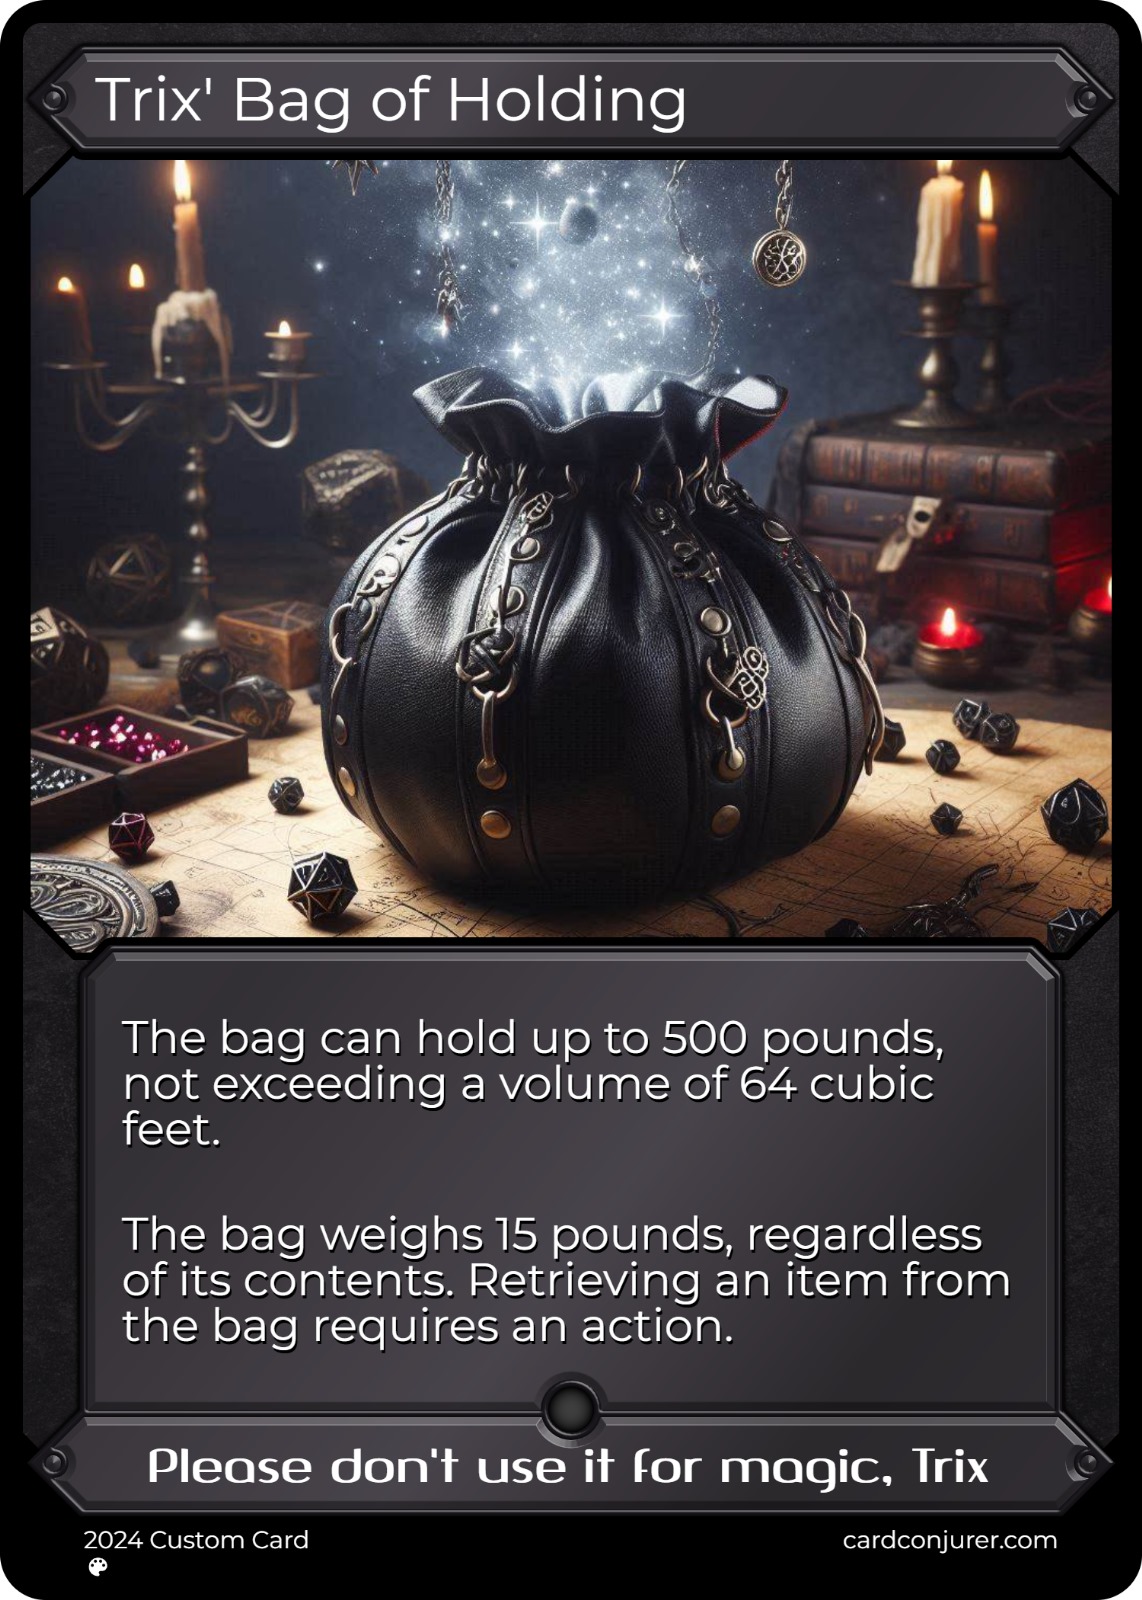 Trix' Bag of Holding
The bag can hold up to 500 pounds,
not exceeding a volume of 64 cubic
feet.
The bag weighs 15 pounds, regardless
of its contents. Retrieving an item from
the bag requires an action.
Please don't use it for magic, Trix
2024 Custom Card
cardconjurer.com